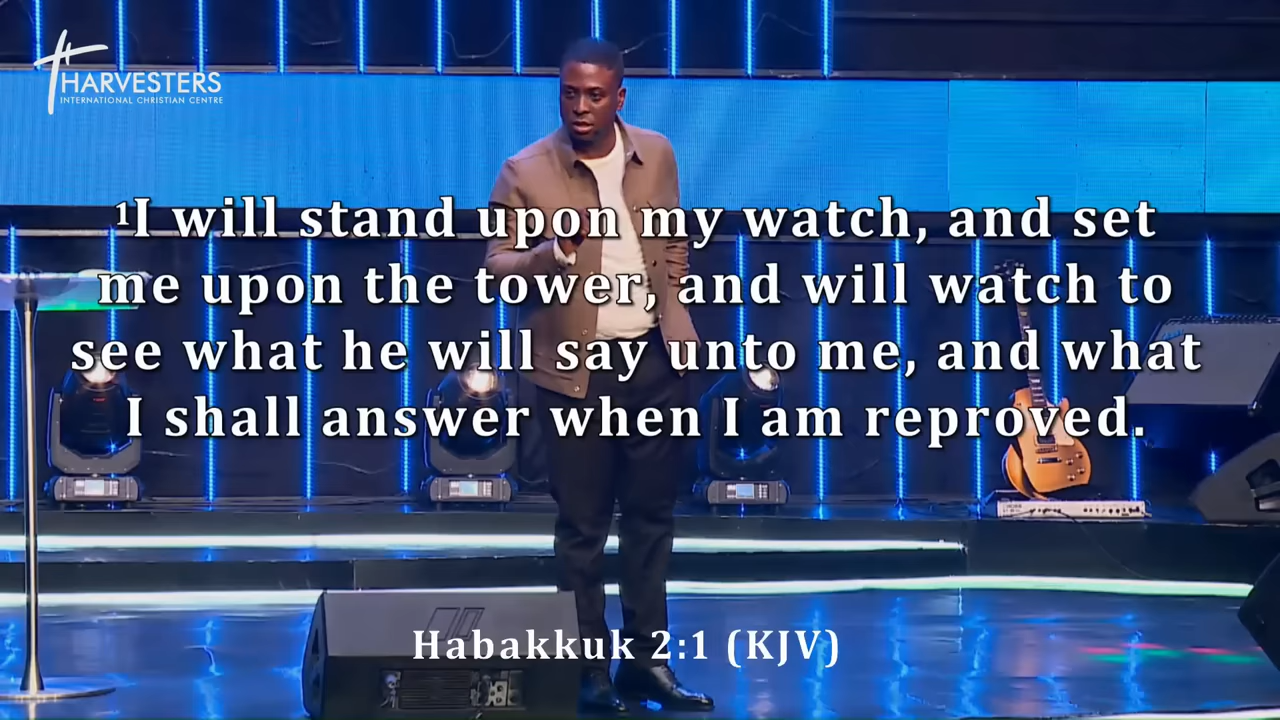 HARVESTERS
INTERNATIONAL CHRISTIAN CENTRE
¹I will stand upon my watch, and set
me upon the tower, and will watch to
see what he will say unto me, and what
I shall answer when I am reproved.
Habakkuk 2:1 (KJV)